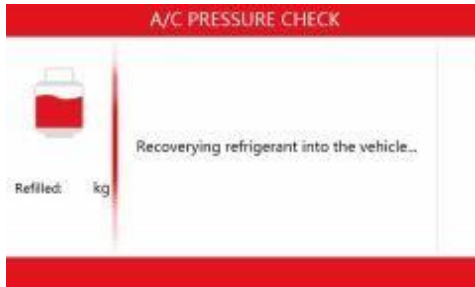 A/C PRESSURE CHECK
Recoverying refrigerant into the vehicle...
Refilled: kg